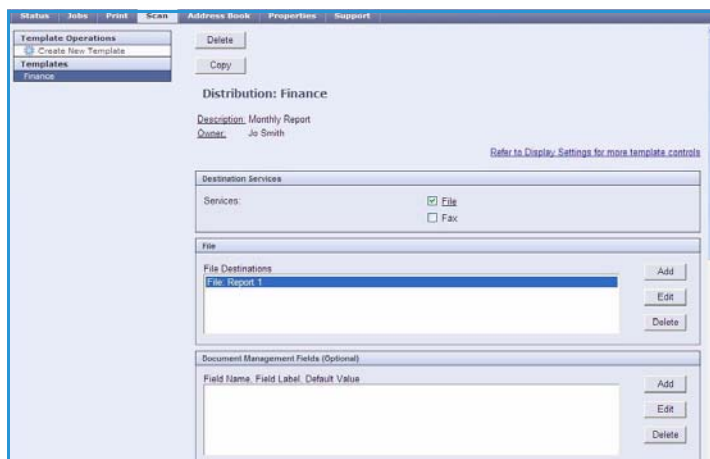 Status Jobs Print Scan Address Book Properties Support
Template Operations
Create New Template
Templates
Finance
Delete
Copy
Distribution: Finance
Description: Monthly Report
Owner: Jo Smith
Refer to Display Settings for more template controls
Destination Services
Services:
File
Fax
File
File Destinations
File: Report 1
Add
Edit
Delete
Document Management Fields (Optional)
Field Name, Field Label, Default Value
Add
Edit
Delete